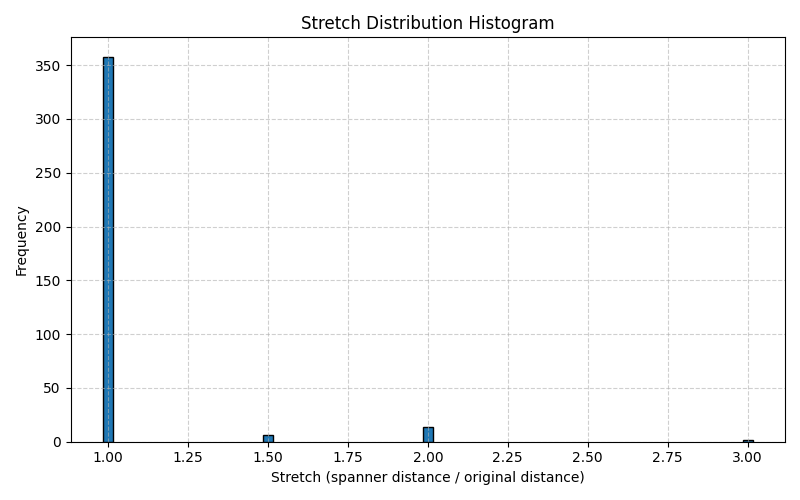 Stretch Distribution Histogram
Frequency
350
300
250
200
150
100
50
0
1.00 1.25 1.50 1.75 2.00 2.25 2.50 2.75 3.00
Stretch (spanner distance / original distance)